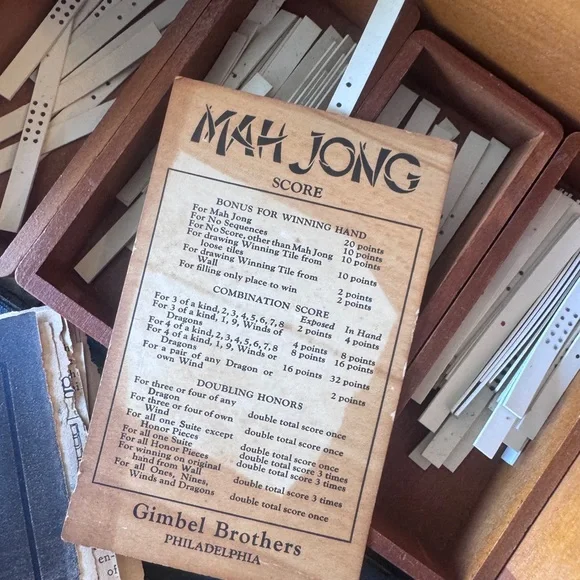 MAH JONG
SCORE
BONUS FOR WINNING HAND
For Mah Jong 20 points
For No Sequences 10 points
For No Score, other than Mah Jong 10 points
For drawing Winning Tile from
loose tiles 10 points
For drawing Winning Tile from
Wall 2 points
For filling only place to win 2 points
COMBINATION SCORE
Exposed In Hand
For 3 of a kind, 2, 3, 4, 5, 6, 7, 8 2 points 4 points
For 3 of a kind, 1, 9, Winds of
Dragons 4 points 8 points
For 4 of a kind, 2, 3, 4, 5, 6, 7, 8 8 points 16 points
For 4 of a kind, 1, 9, Winds or
Dragons 16 points 32 points
For a pair of any Dragon or
own Wind 2 points
DOUBLING HONORS
For three or four of any
Dragon double total score once
For three or four of own
Wind double total score once
For all one Suite except
Honor Pieces double total score once
For all one Suite double total score 3 times
For all Honor Pieces double total score 3 times
For winning on original
hand from Wall double total score 3 times
For all Ones, Nines,
Winds and Dragons double total score once
Gimbel Brothers
PHILADELPHIA